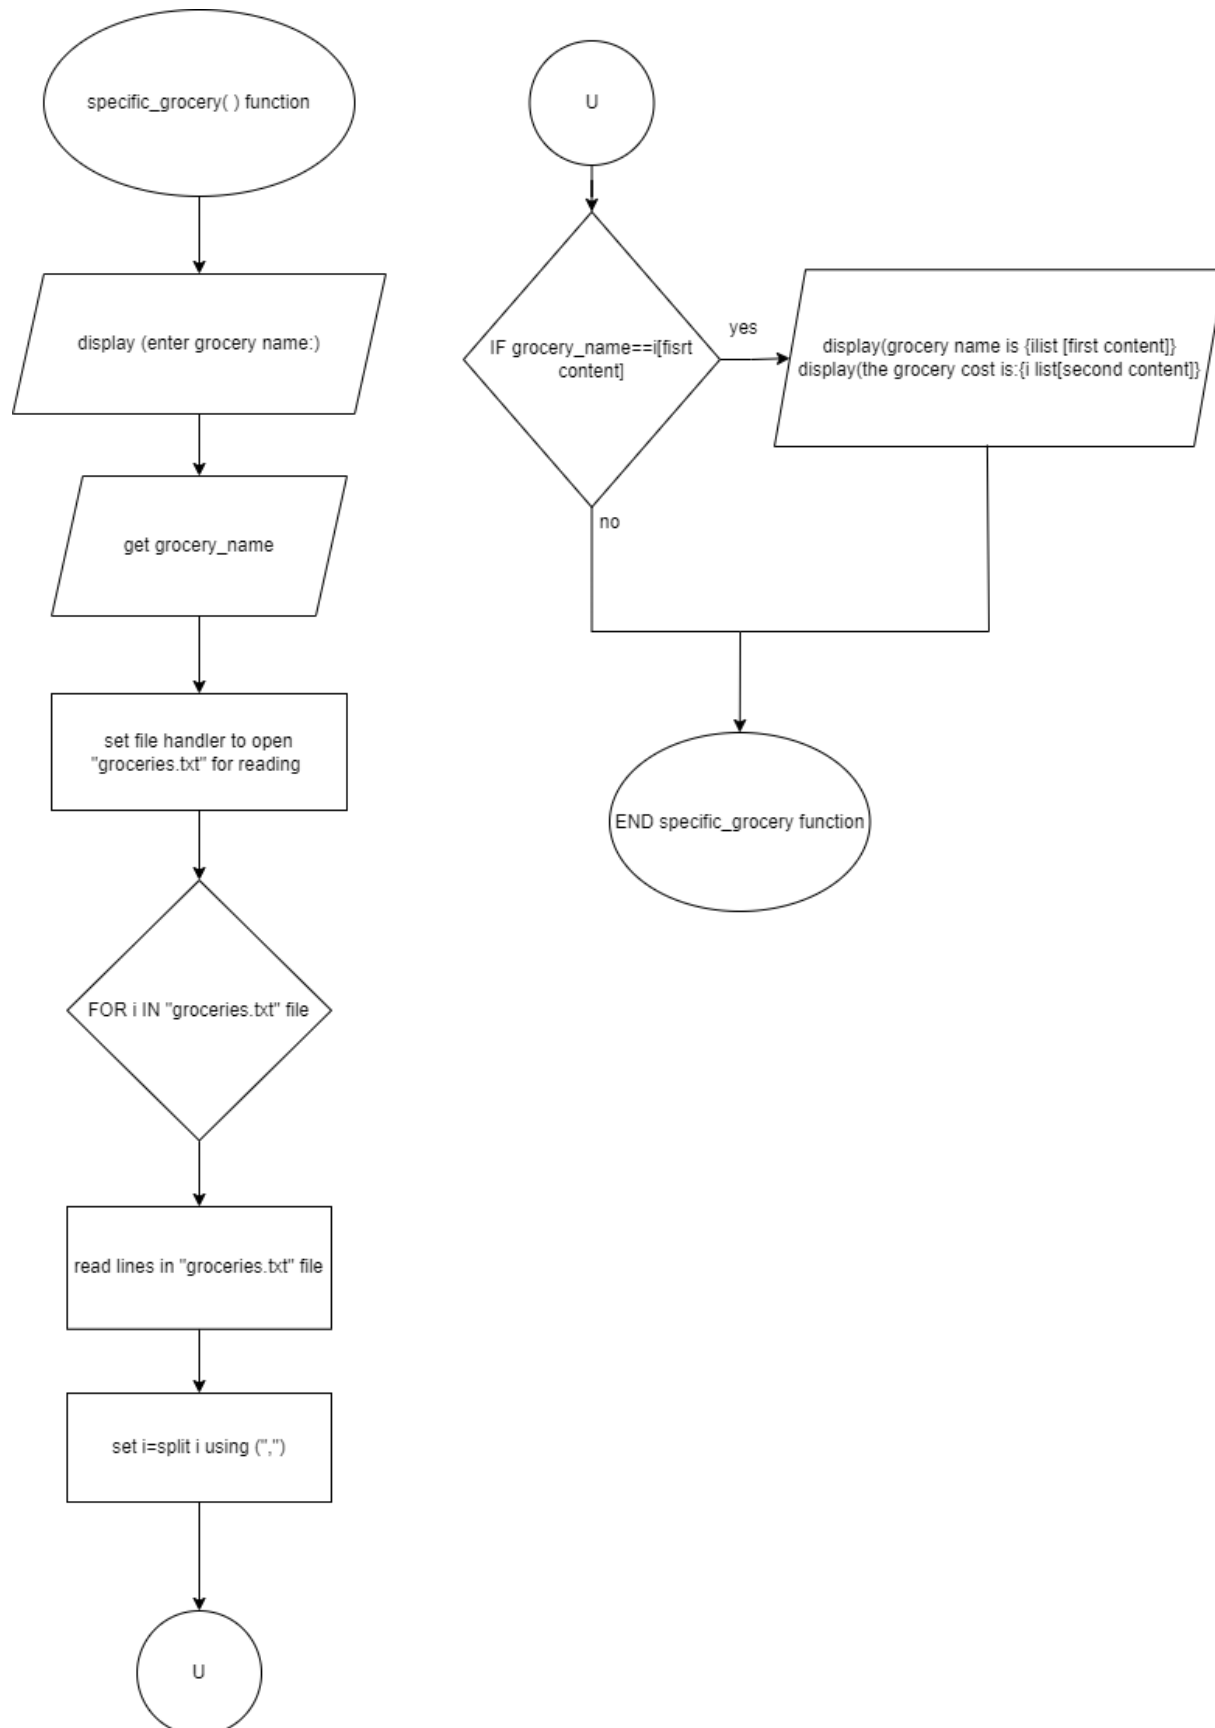 specific_grocery( ) function
display (enter grocery name:)
get grocery_name
set file handler to open
"groceries.txt" for reading
FOR i IN "groceries.txt" file
read lines in "groceries.txt" file
set i=split i using (",")
U
U
IF grocery_name==i[fisrt
content]
yes
display(grocery name is {ilist [first content]}
display(the grocery cost is:{i list[second content]}
no
END specific_grocery function